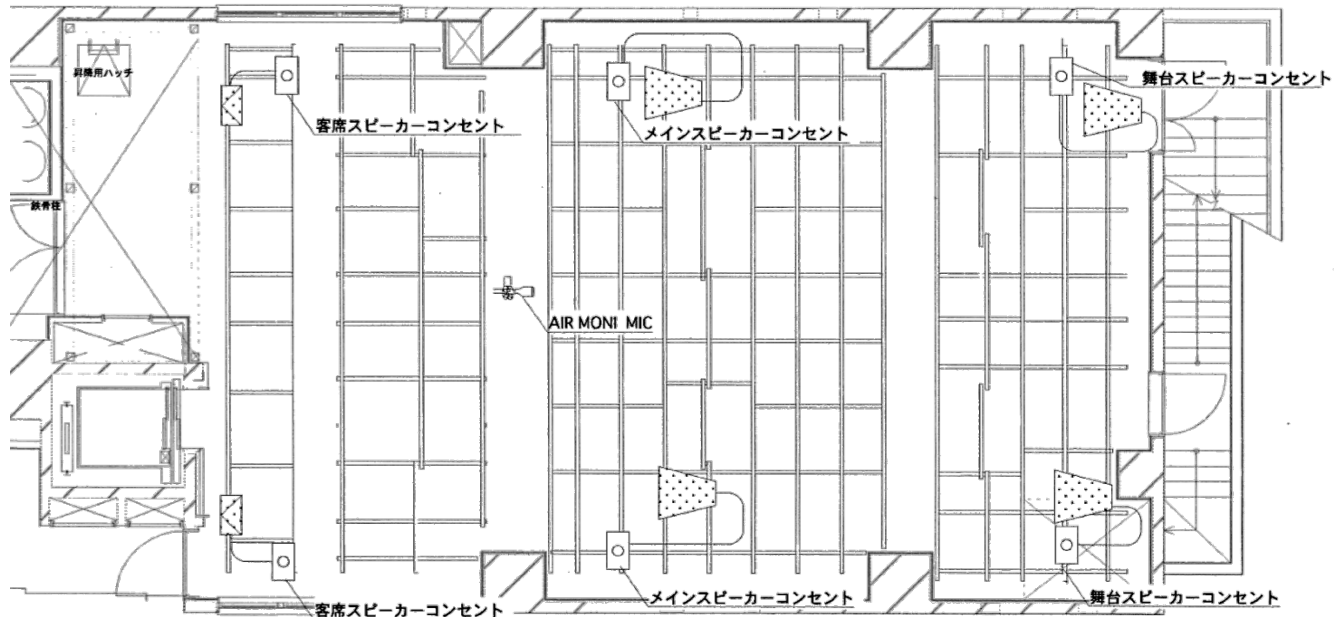 昇降用ハッチ
舞台スピーカーコンセント
客席スピーカーコンセント
メインスピーカーコンセント
鉄骨柱
AIR MONI MIC
客席スピーカーコンセント
メインスピーカーコンセント
舞台スピーカーコンセント